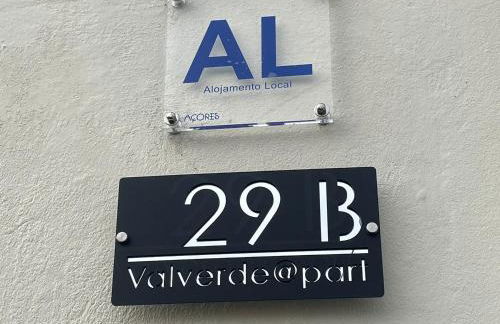 AL
Alojamento Local
AÇORES
29 B
Valverde@part